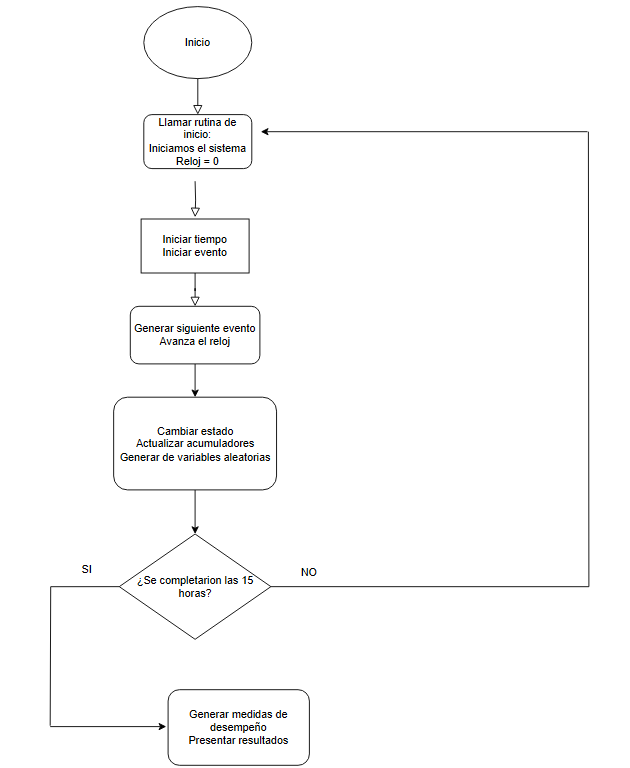 Inicio
Llamar rutina de
inicio:
Iniciamos el sistema
Reloj = 0
Iniciar tiempo
Iniciar evento
Generar siguiente evento
Avanza el reloj
Cambiar estado
Actualizar acumuladores
Generar de variables aleatorias
¿Se completarion las 15
horas?
SI
NO
Generar medidas de
desempeño
Presentar resultados